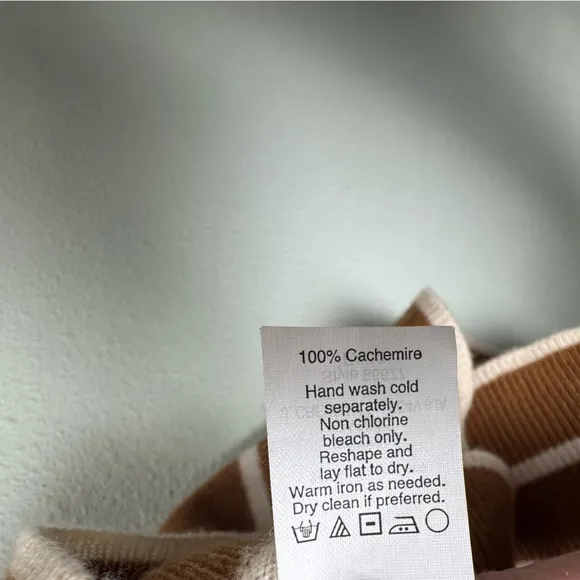 100% Cachemire
Hand wash cold
separately.
Non chlorine
bleach only.
Reshape and
lay flat to dry.
Warm iron as needed.
Dry clean if preferred.